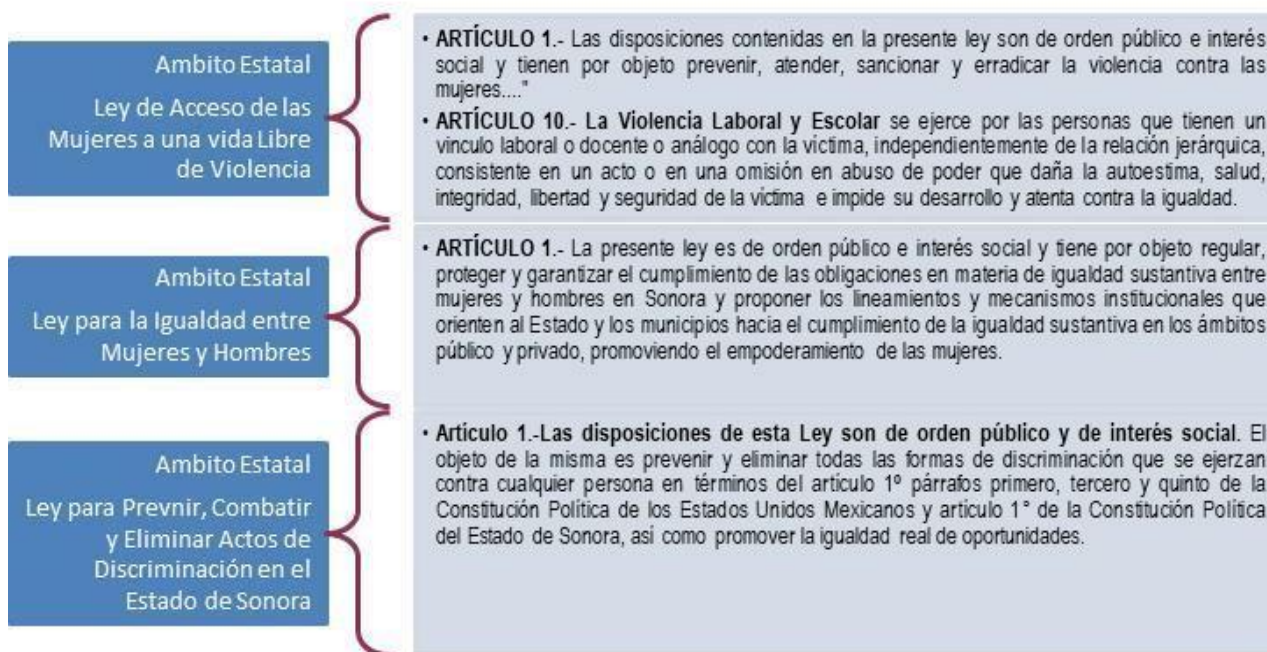 Ambito Estatal
Ley de Acceso de las
Mujeres a una vida Libre
de Violencia
• ARTÍCULO 1.- Las disposiciones contenidas en la presente ley son de orden público e interés
social y tienen por objeto prevenir, atender, sancionar y erradicar la violencia contra las
mujeres...."
• ARTÍCULO 10.- La Violencia Laboral y Escolar se ejerce por las personas que tienen un
vinculo laboral o docente o análogo con la víctima, independientemente de la relación jerárquica,
consistente en un acto o en una omisión en abuso de poder que daña la autoestima, salud,
integridad, libertad y seguridad de la víctima e impide su desarrollo y atenta contra la igualdad.
Ambito Estatal
Ley para la Igualdad entre
Mujeres y Hombres
• ARTÍCULO 1.- La presente ley es de orden público e interés social y tiene por objeto regular,
proteger y garantizar el cumplimiento de las obligaciones en materia de igualdad sustantiva entre
mujeres y hombres en Sonora y proponer los lineamientos y mecanismos institucionales que
orienten al Estado y los municipios hacia el cumplimiento de la igualdad sustantiva en los ámbitos
público y privado, promoviendo el empoderamiento de las mujeres.
Ambito Estatal
Ley para Prevnir, Combatir
y Eliminar Actos de
Discriminación en el
Estado de Sonora
• Artículo 1.-Las disposiciones de esta Ley son de orden público y de interés social. El
objeto de la misma es prevenir y eliminar todas las formas de discriminación que se ejerzan
contra cualquier persona en términos del artículo 1º párrafos primero, tercero y quinto de la
Constitución Política de los Estados Unidos Mexicanos y artículo 1° de la Constitución Política
del Estado de Sonora, así como promover la igualdad real de oportunidades.